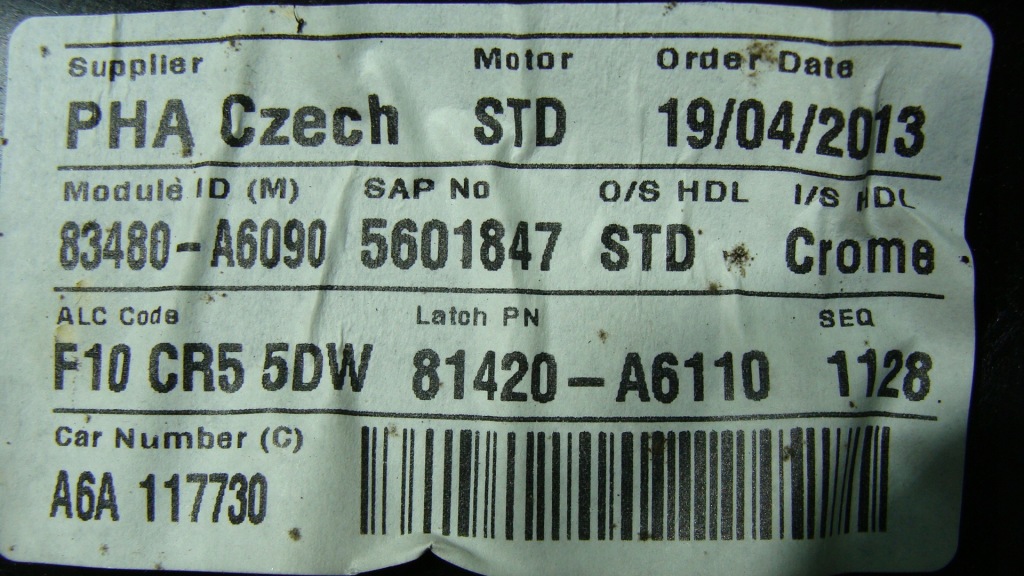 Supplier Motor Order Date
PHA Czech STD 19/04/2013
Module ID (M) SAP No O/S HDL I/S HDL
83480-A6090 5601847 STD Crome
ALC Code Latch PN SEQ
F10 CR5 5DW 81420-A6110 1128
Car Number (C)
A6A 117730